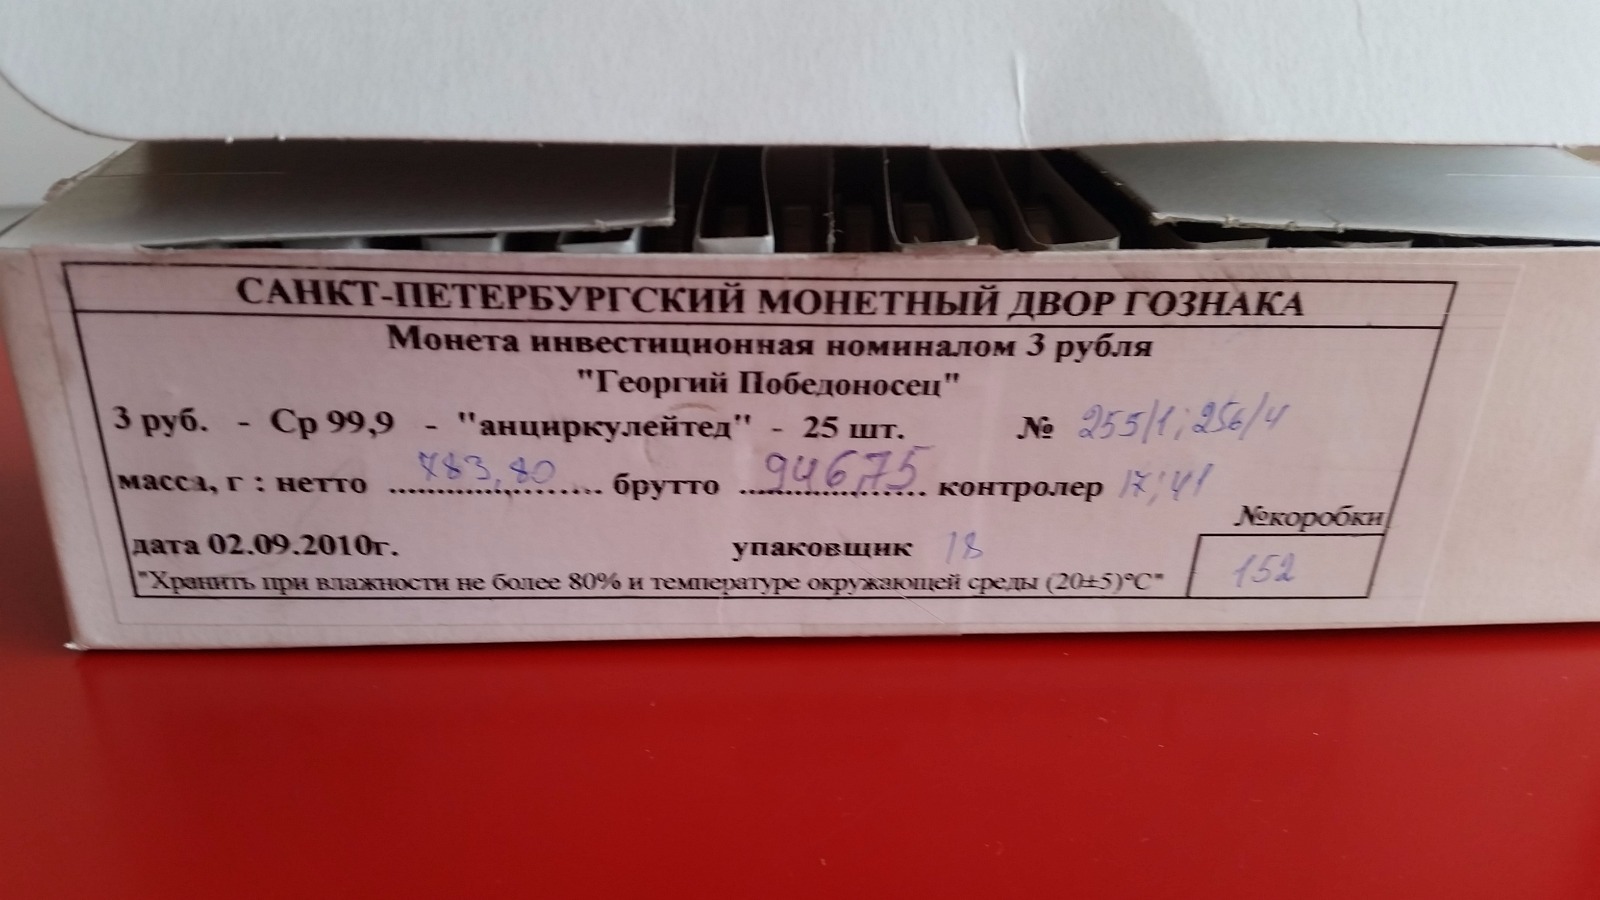 САНКТ-ПЕТЕРБУРГСКИЙ МОНЕТНЫЙ ДВОР ГОЗНАКА
Монета инвестиционная номиналом 3 рубля
"Георгий Победоносец"
3 руб. - Ср 99,9 - "анциркулейтед" - 25 шт. № 255/1; 256/4
масса, г : нетто 783,80 брутто 946,75 контролер 17; 41
№коробки
дата 02.09.2010г. упаковщик 18
152
"Хранить при влажности не более 80% и температуре окружающей среды (20±5)°С"